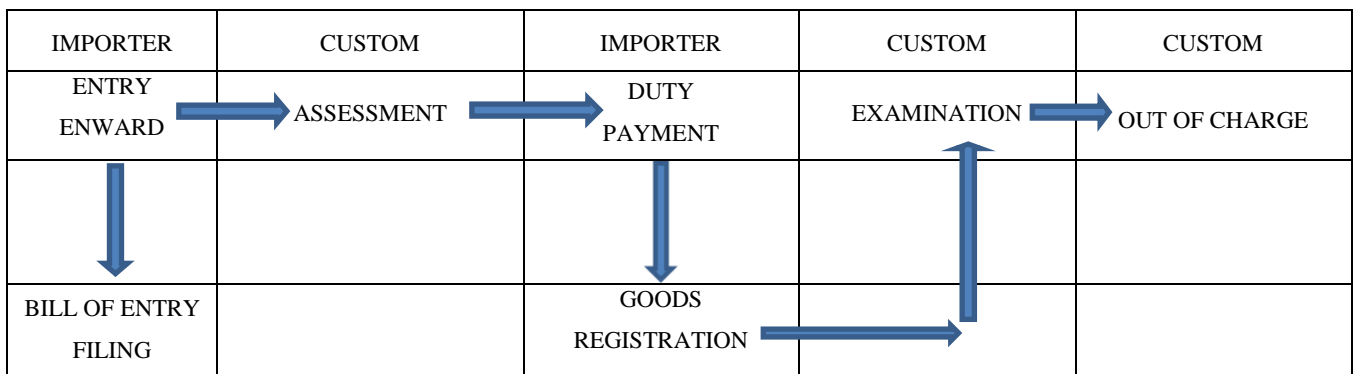 IMPORTER CUSTOM IMPORTER CUSTOM CUSTOM
ENTRY
ENWARD
ASSESSMENT
DUTY
PAYMENT
EXAMINATION
OUT OF CHARGE
BILL OF ENTRY
FILING
GOODS
REGISTRATION